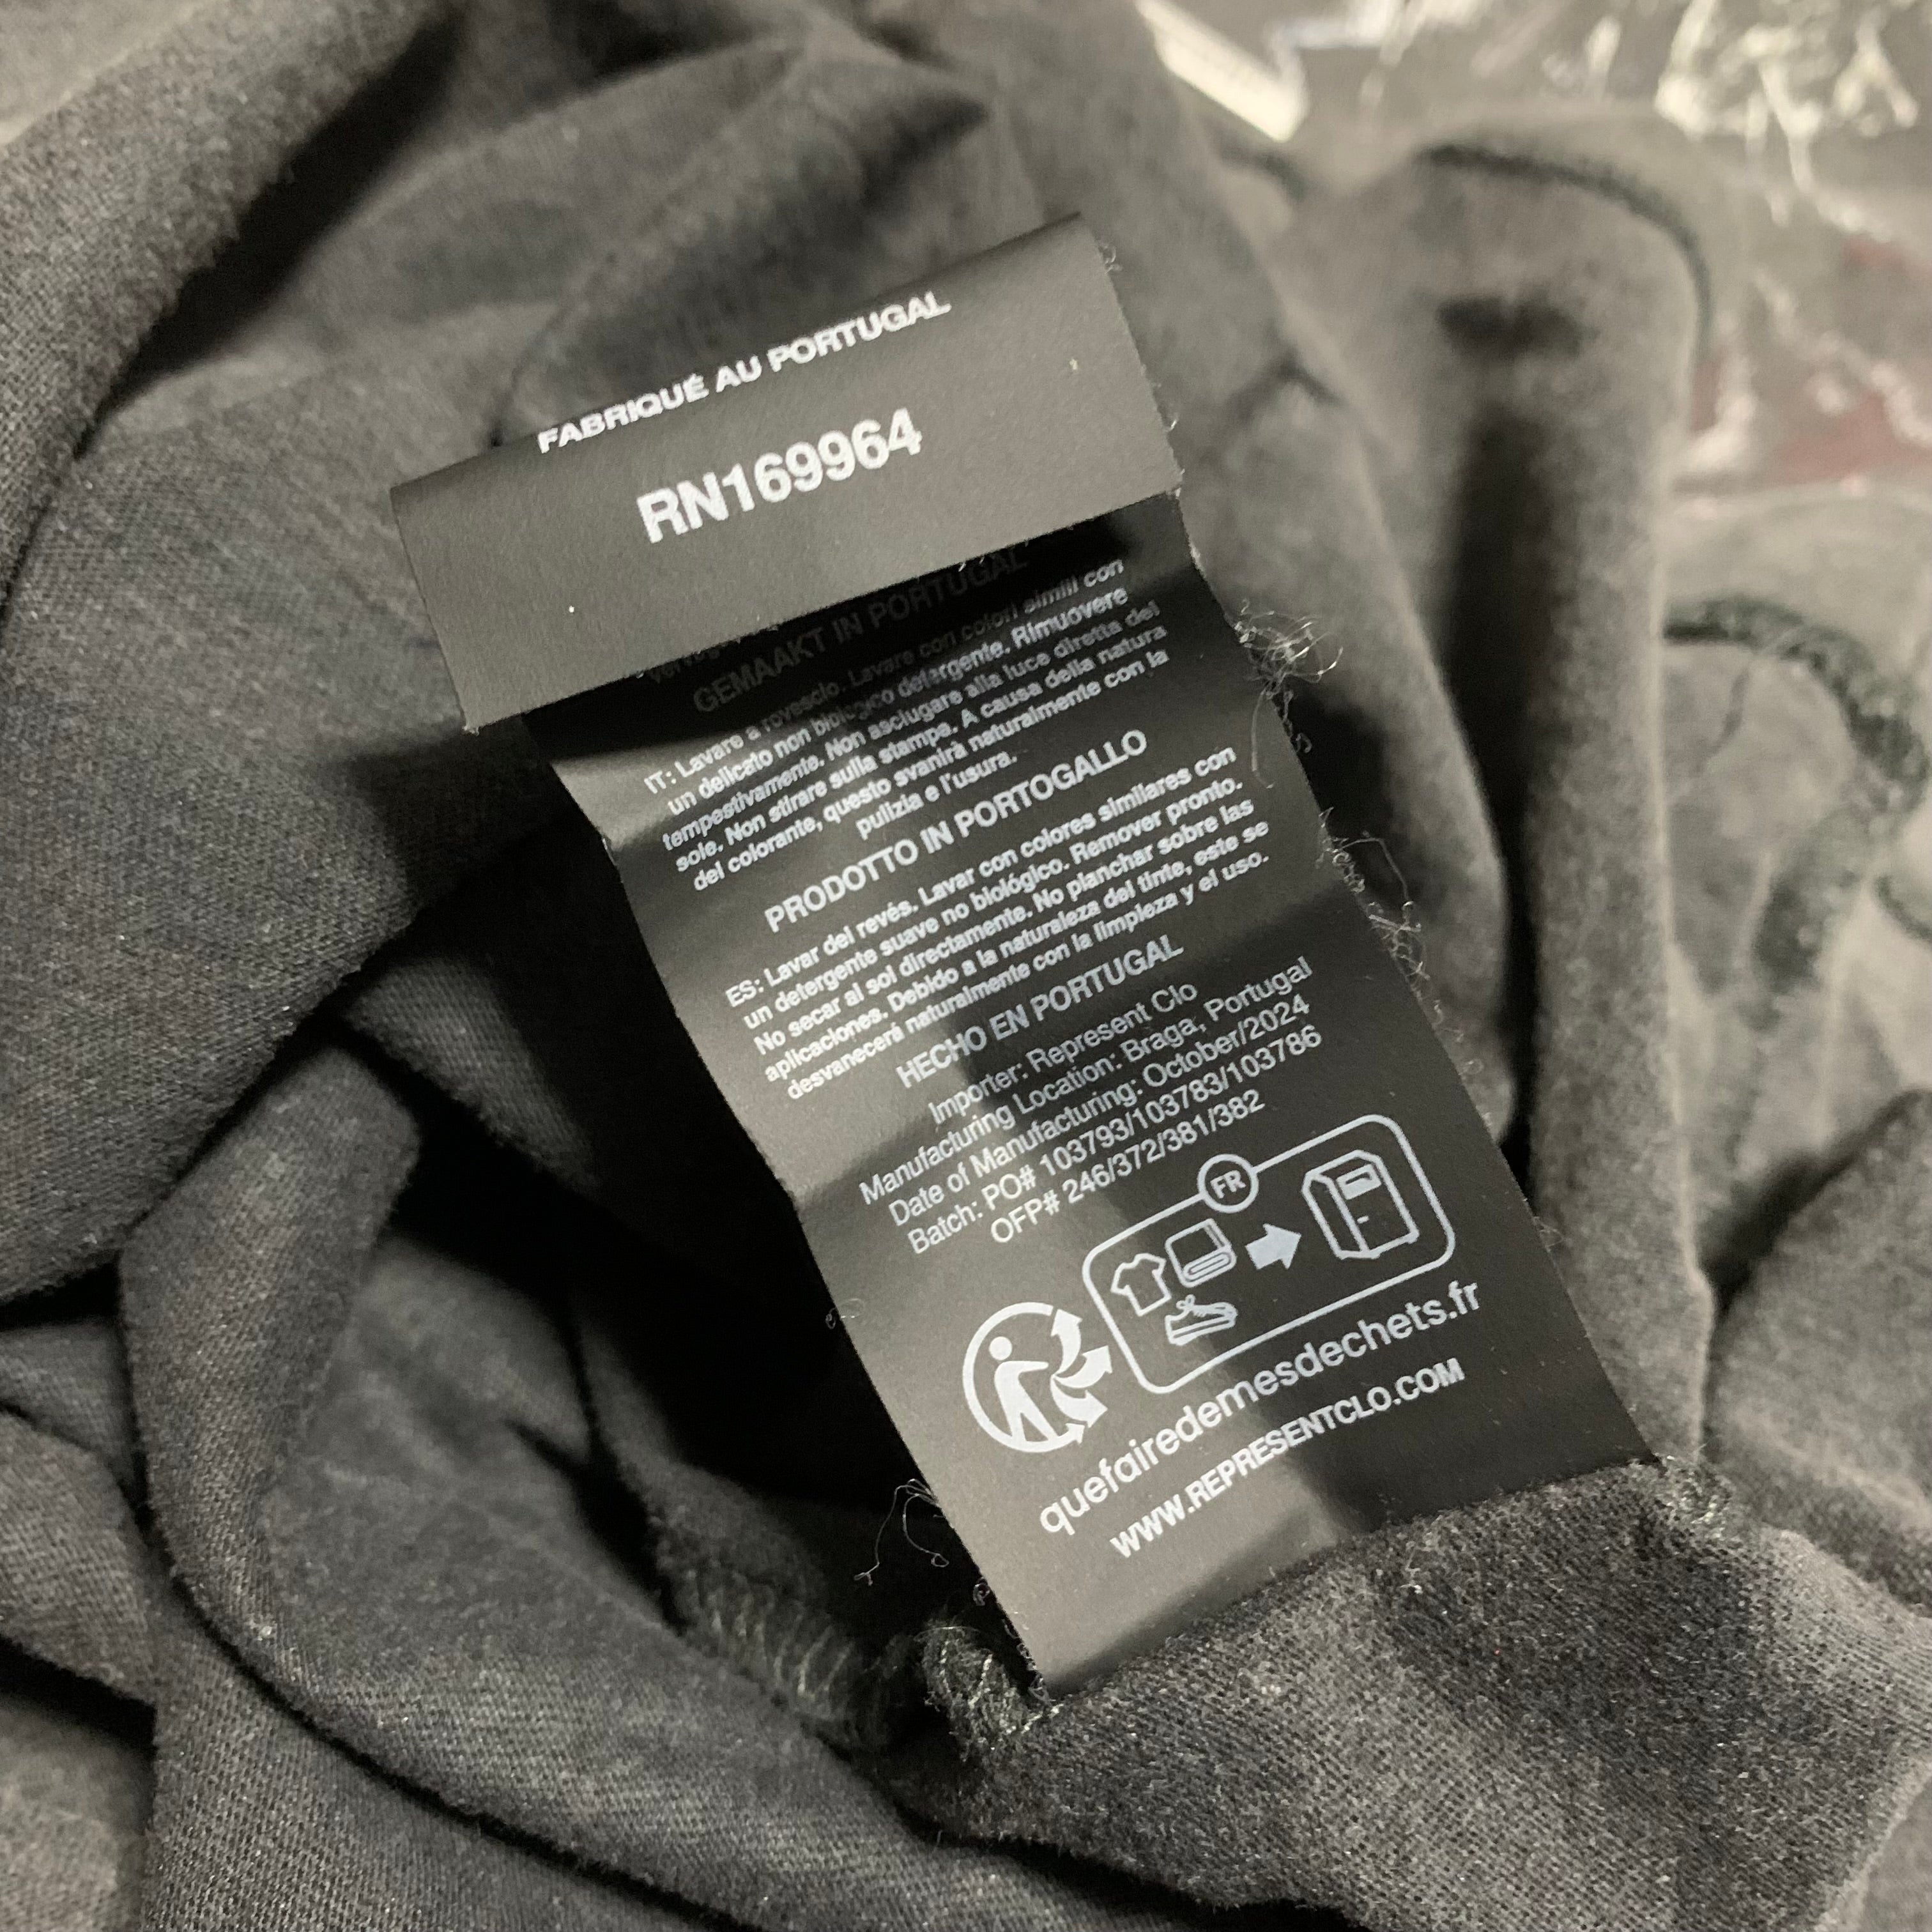 FABRIQUÉ AU PORTUGAL
RN169964
GEMAAKT IN PORTUGAL
IT: Lavare a rovescio. Lavare con colori simili con
un delicato non biologico detergente. Rimuovere
tempestivamente. Non asciugare alla luce diretta del
sole. Non stirare sulla stampa. A causa della natura
del colorante, questo svanirà naturalmente con la
pulizia e l'usura.
PRODOTTO IN PORTOGALLO
ES: Lavar del revés. Lavar con colores similares con
un detergente suave no biológico. Remover pronto.
No secar al sol directamente. No planchar sobre las
aplicaciones. Debido a la naturaleza del tinte, este se
desvanecerá naturalmente con la limpieza y el uso.
HECHO EN PORTUGAL
Importer: Represent Clo
Manufacturing Location: Braga, Portugal
Date of Manufacturing: October/2024
Batch: PO# 103793/103783/103786
OFP# 246/372/381/382
FR
quefairedemesdechets.fr
WWW.REPRESENTCLO.COM